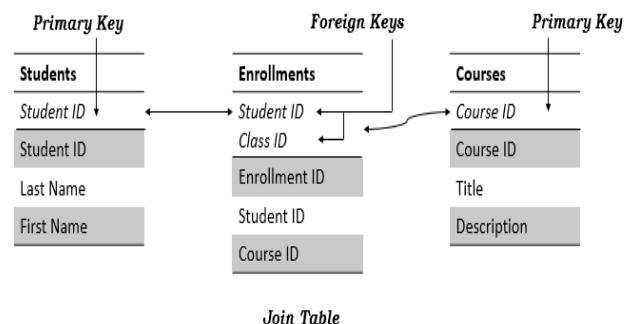 Primary Key
Foreign Keys
Primary Key
Students
Student ID
Student ID
Last Name
First Name
Enrollments
Student ID
Class ID
Enrollment ID
Student ID
Course ID
Courses
Course ID
Course ID
Title
Description
Join Table